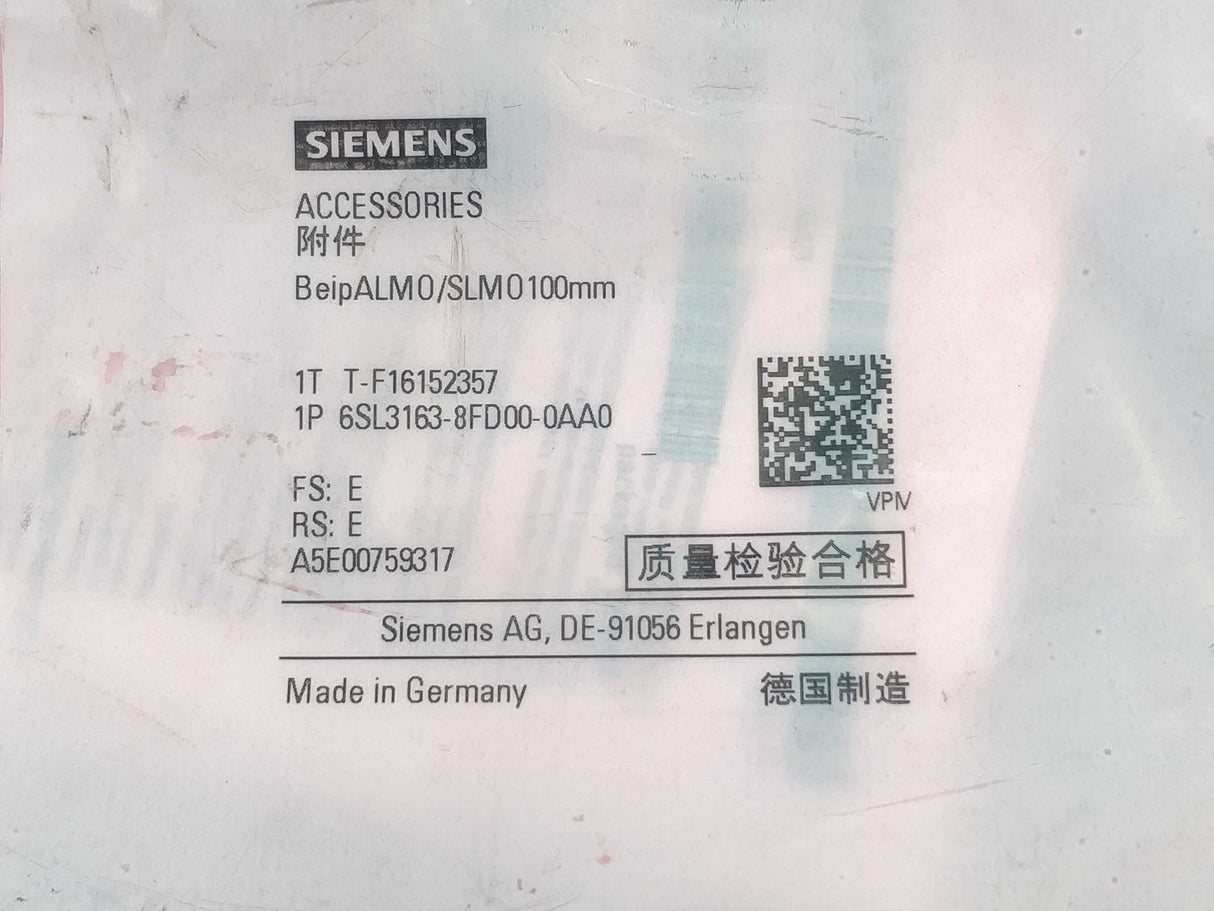 SIEMENS
ACCESSORIES
附件
BeipALM0/SLM0100mm
1T T-F16152357
1P 6SL3163-8FD00-0AA0
FS: E
RS: E
A5E00759317
VPIV
质量检验合格
Siemens AG, DE-91056 Erlangen
Made in Germany
德国制造